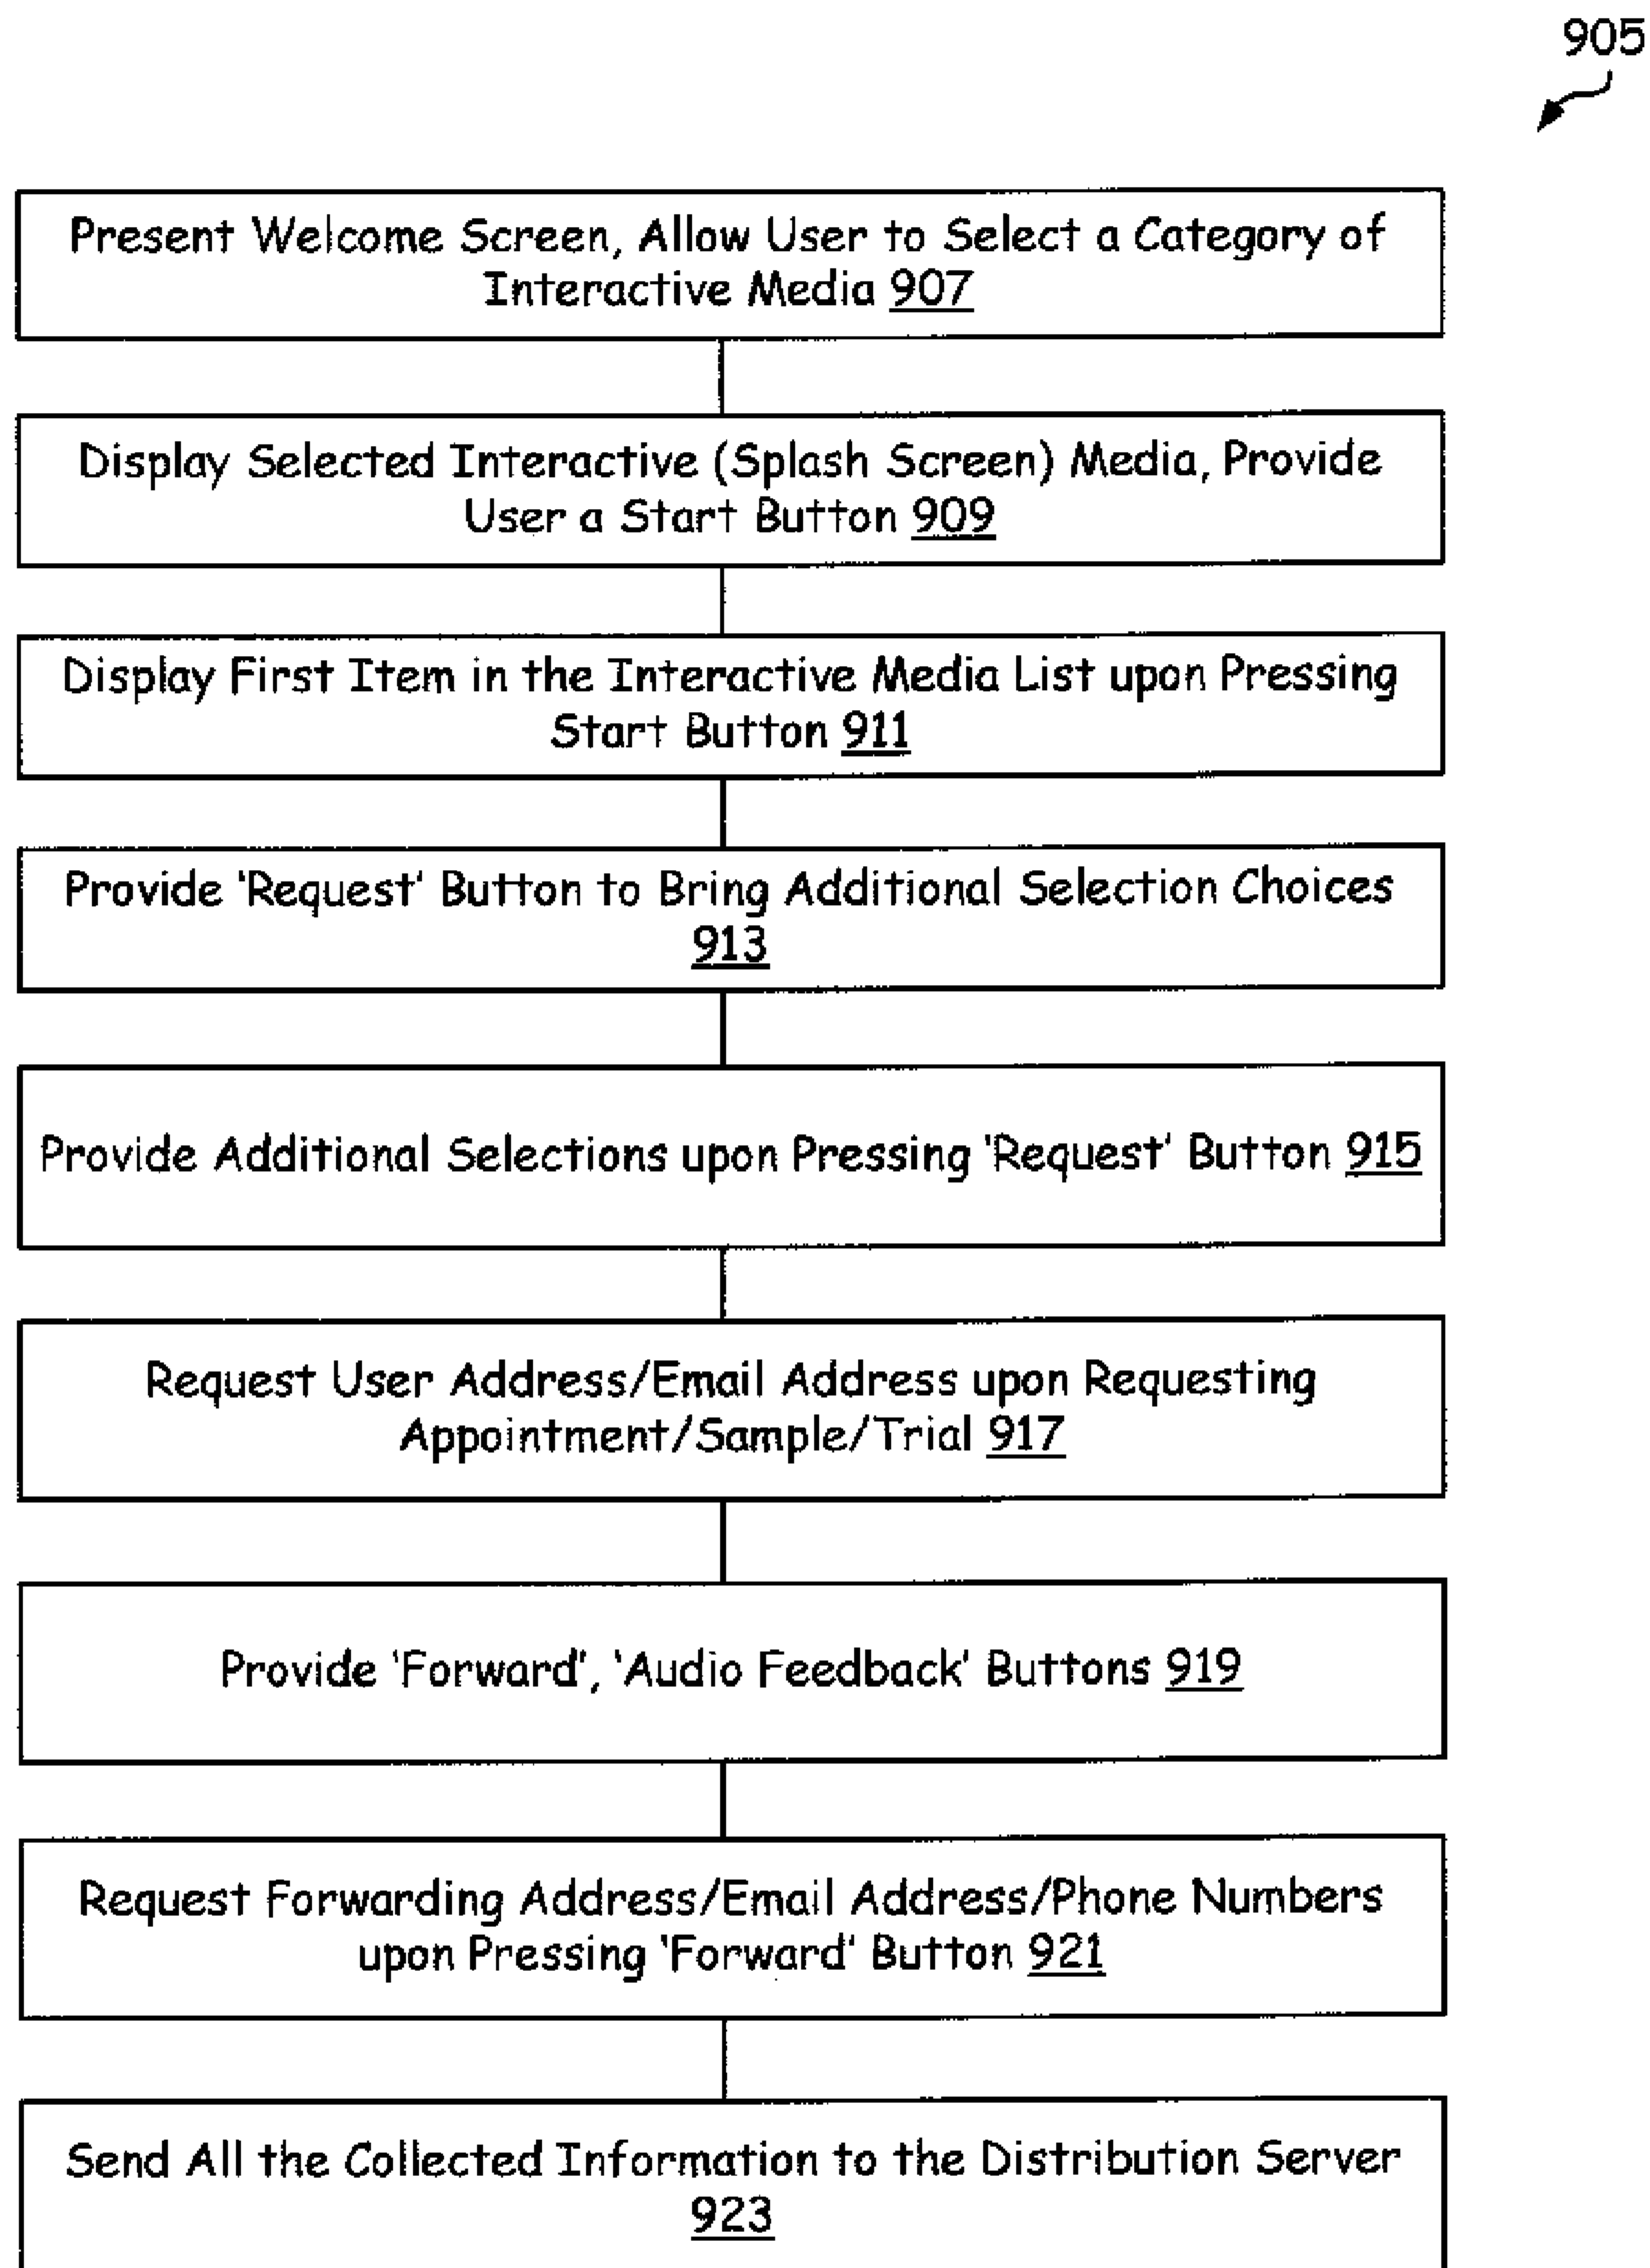 905
Present Welcome Screen, Allow User to Select a Category of
Interactive Media 907
Display Selected Interactive (Splash Screen) Media, Provide
User a Start Button 909
Display First Item in the Interactive Media List upon Pressing
Start Button 911
Provide 'Request' Button to Bring Additional Selection Choices
913
Provide Additional Selections upon Pressing 'Request' Button 915
Request User Address/Email Address upon Requesting
Appointment/Sample/Trial 917
Provide 'Forward', 'Audio Feedback' Buttons 919
Request Forwarding Address/Email Address/Phone Numbers
upon Pressing 'Forward' Button 921
Send All the Collected Information to the Distribution Server
923